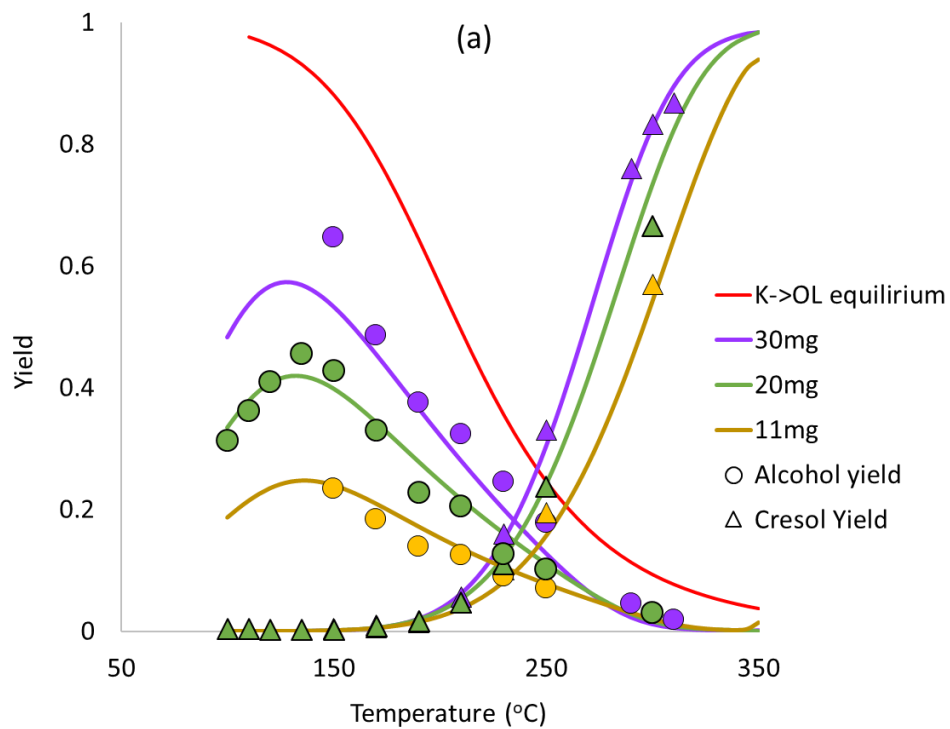 (a)
1
0.8
0.6
0.4
0.2
0
Yield
50
150
250
350
Temperature (°C)
K->OL equilirium
30mg
20mg
11mg
Alcohol yield
Cresol Yield